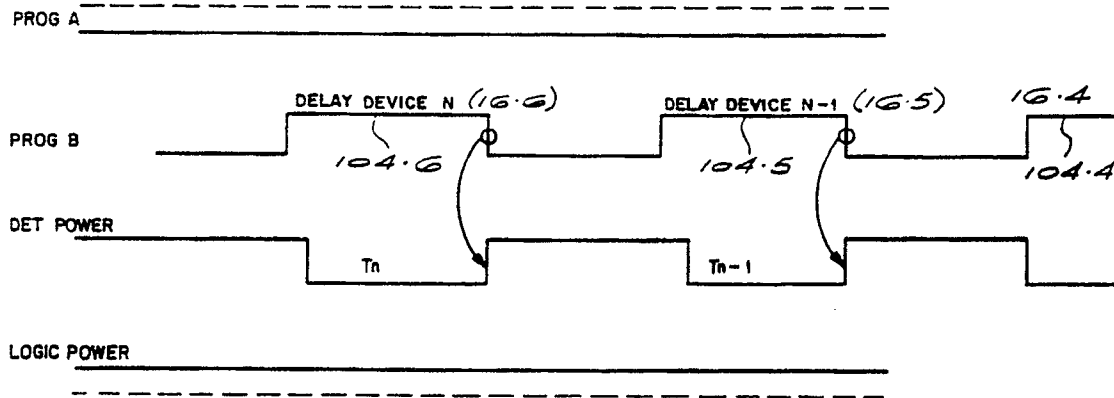 PROG A
DELAY DEVICE N (16.6)
DELAY DEVICE N-1 (16.5)
16.4
PROG B
104.6
104.5
104.4
DET POWER
Tn
Tn-1
LOGIC POWER